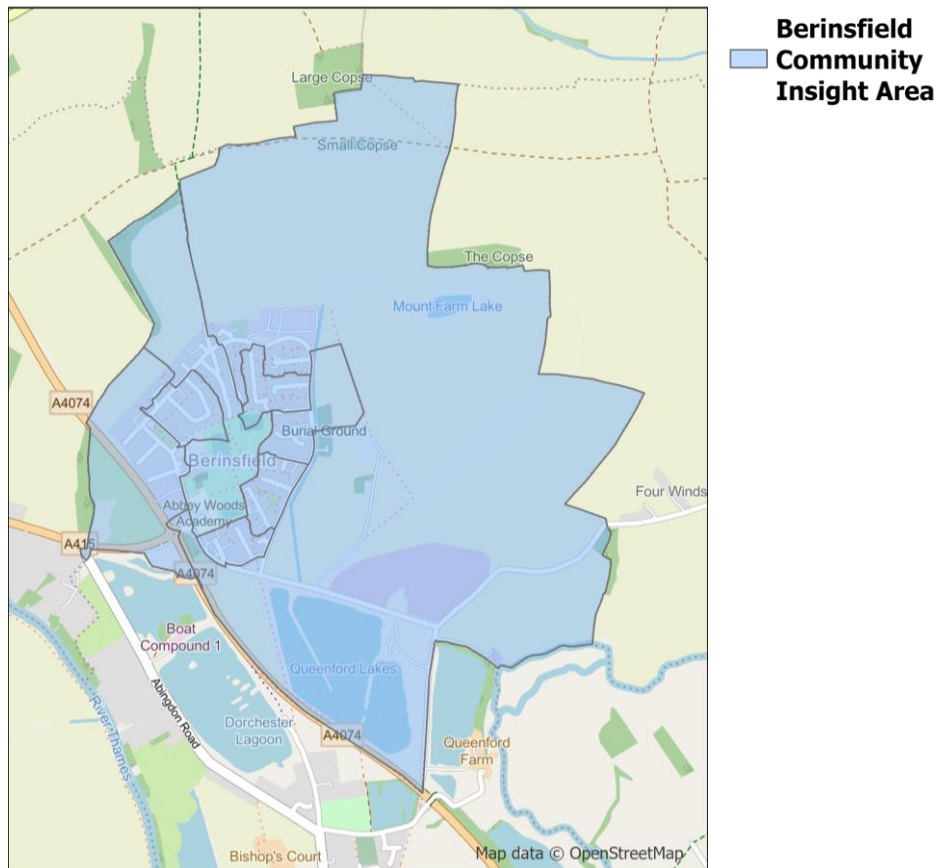 Berinsfield
Community
Insight Area
Large Copse
Small Copse
The Copse
Mount Farm Lake
A4074
Burial Ground
Berinsfield
Four Winds
Abbey Woods
Academy
A415
A4074
Boat
Compound 1
Queenford Lakes
Abingdon Road
River Thames
Dorchester
Lagoon
A4074
Queenford
Farm
Bishop's Court
Map data © OpenStreetMap